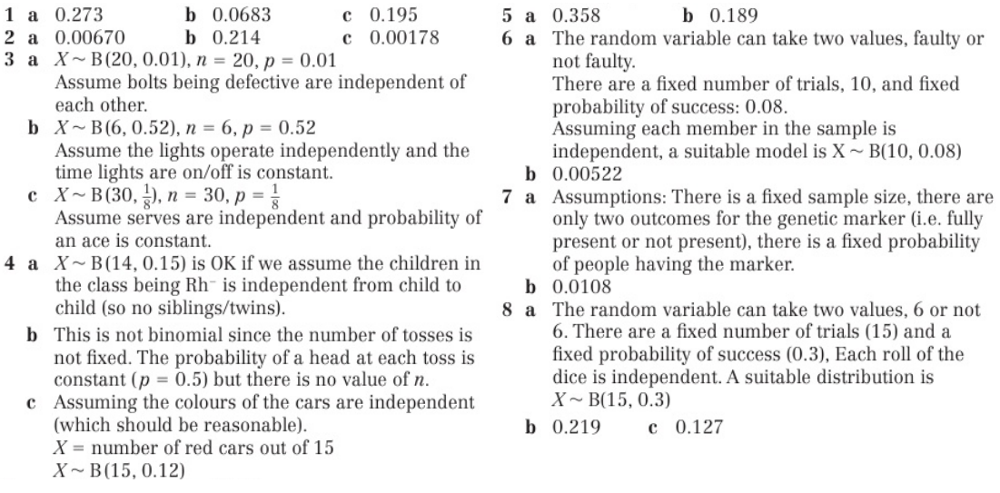 1 a 0.273 b 0.0683 c 0.195
2 a 0.00670 b 0.214 c 0.00178
3 a X ~ B(20, 0.01), n = 20, p = 0.01
Assume bolts being defective are independent of
each other.
b X ~ B(6, 0.52), n = 6, p = 0.52
Assume the lights operate independently and the
time lights are on/off is constant.
c X ~ B(30, 1/8), n = 30, p = 1/8
Assume serves are independent and probability of
an ace is constant.
4 a X ~ B(14, 0.15) is OK if we assume the children in
the class being Rh⁻ is independent from child to
child (so no siblings/twins).
b This is not binomial since the number of tosses is
not fixed. The probability of a head at each toss is
constant (p = 0.5) but there is no value of n.
c Assuming the colours of the cars are independent
(which should be reasonable).
X = number of red cars out of 15
X ~ B(15, 0.12)
5 a 0.358 b 0.189
6 a The random variable can take two values, faulty or
not faulty.
There are a fixed number of trials, 10, and fixed
probability of success: 0.08.
Assuming each member in the sample is
independent, a suitable model is X ~ B(10, 0.08)
b 0.00522
7 a Assumptions: There is a fixed sample size, there are
only two outcomes for the genetic marker (i.e. fully
present or not present), there is a fixed probability
of people having the marker.
b 0.0108
8 a The random variable can take two values, 6 or not
6. There are a fixed number of trials (15) and a
fixed probability of success (0.3), Each roll of the
dice is independent. A suitable distribution is
X ~ B(15, 0.3)
b 0.219 c 0.127